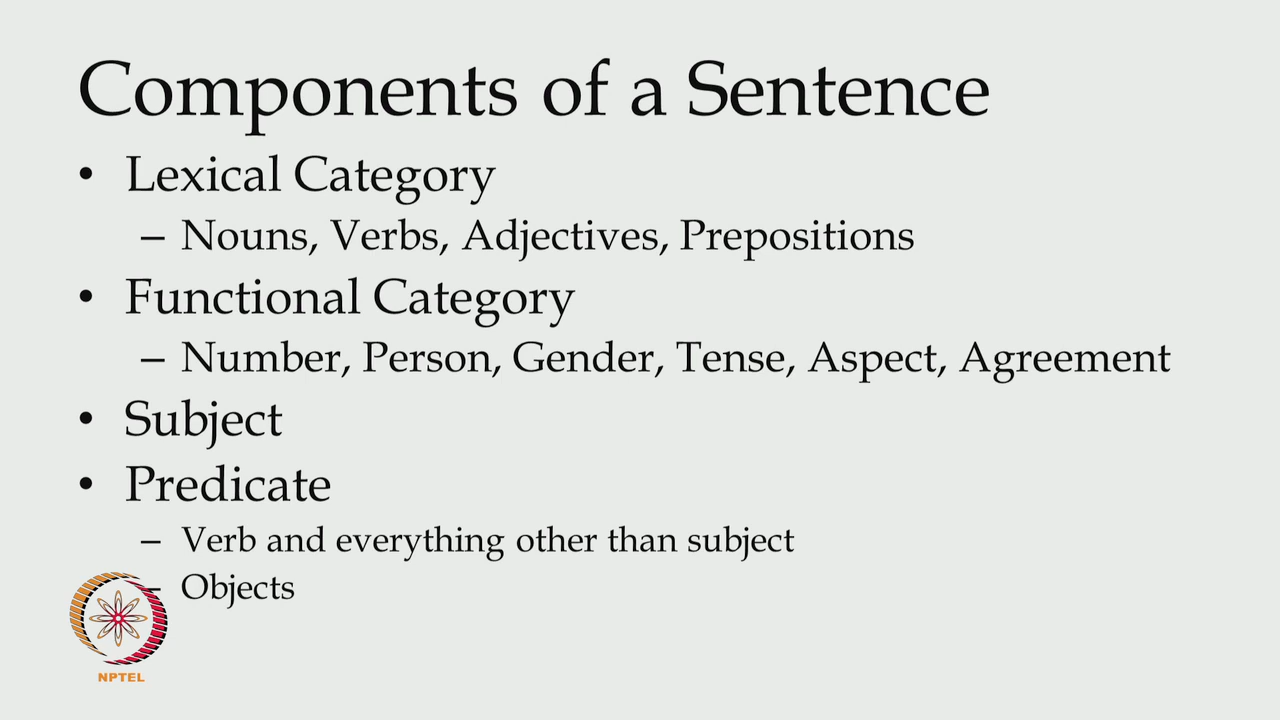 Components of a Sentence
• Lexical Category
– Nouns, Verbs, Adjectives, Prepositions
• Functional Category
– Number, Person, Gender, Tense, Aspect, Agreement
• Subject
• Predicate
– Verb and everything other than subject
– Objects
NPTEL